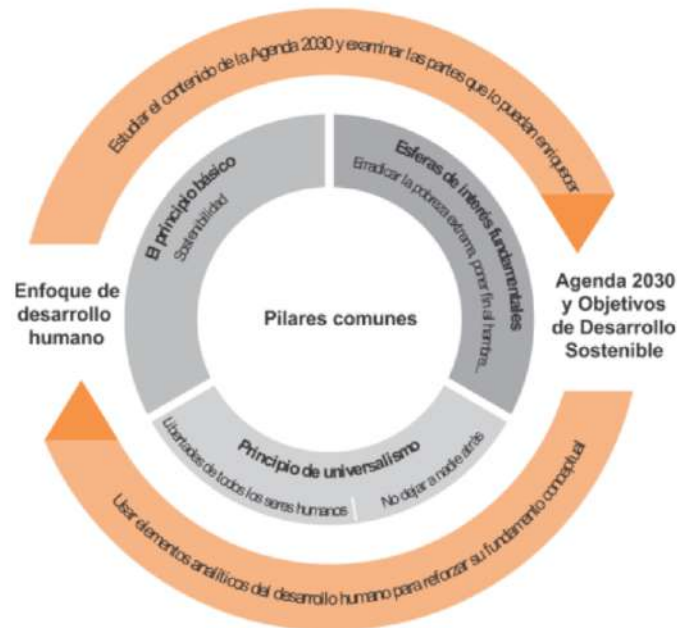 Estudiar el contenido de la Agenda 2030 y examinar las partes que lo puedan enriquecer
El principio básico
Sostenibilidad
Esferas de interés fundamentales
Erradicar la pobreza extrema, poner fin al hambre...
Enfoque de
desarrollo
humano
Pilares comunes
Agenda 2030
y Objetivos
de Desarrollo
Sostenible
Principio de universalismo
Libertades de todos los seres humanos
No dejar a nadie atrás
Usar elementos analíticos del desarrollo humano para reforzar su fundamento conceptual